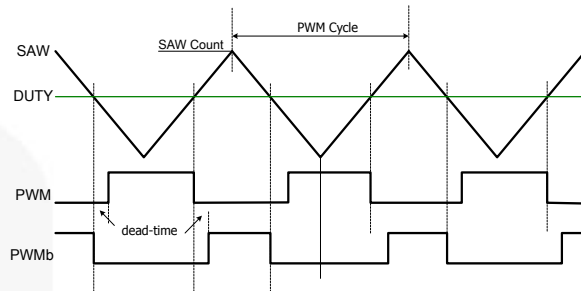 PWM Cycle
SAW
SAW Count
DUTY
PWM
dead-time
PWMb